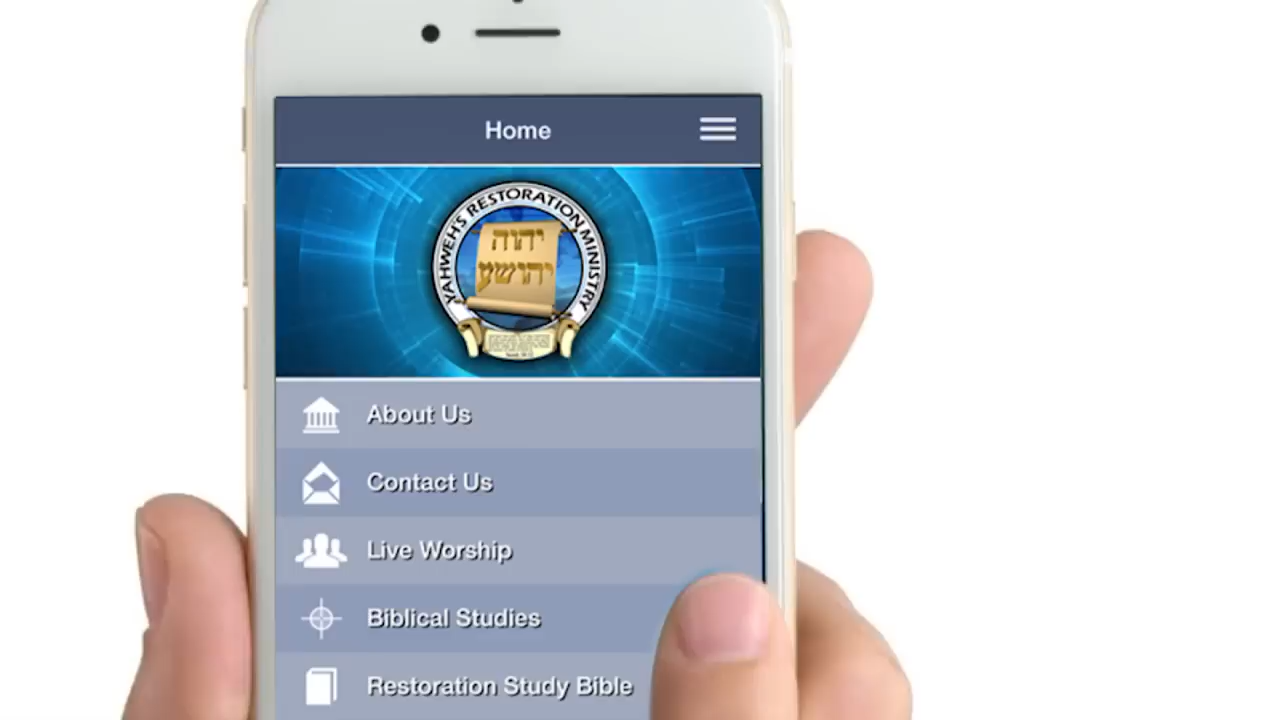 Home
YAHWEH'S RESTORATION MINISTRY
יהוה
יהושע
About Us
Contact Us
Live Worship
Biblical Studies
Restoration Study Bible